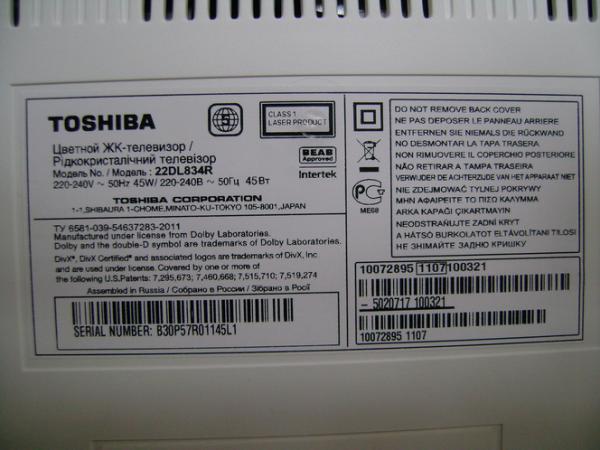 TOSHIBA
Цветной ЖК-телевизор /
Рідкокристалічний телевізор
Модель No. / Модель : 22DL834R
220-240V ~ 50Hz 45W/ 220-240В ~ 50Гц 45Вт
TOSHIBA CORPORATION
1-1,SHIBAURA 1-CHOME,MINATO-KU-TOKYO 105-8001,JAPAN
5
CLASS 1
LASER PRODUCT
BEAB
Approved
Intertek
ТУ 6581-039-54637283-2011
Manufactured under license from Dolby Laboratories.
Dolby and the double-D symbol are trademarks of Dolby Laboratories.
DivX®, DivX Certified® and associated logos are trademarks of DivX, Inc
and are used under license. Covered by one or more of
the following U.S.Patents: 7,295,673; 7,460,668; 7,515,710; 7,519,274
Assembled in Russia / Собрано в России / Зібрано в Росії
SERIAL NUMBER: B30P57R01145L1
DO NOT REMOVE BACK COVER
NE PAS DEPOSER LE PANNEAU ARRIERE
ENTFERNEN SIE NIEMALS DIE RÜCKWAND
NO DESMONTAR LA TAPA TRASERA
NON RIMUOVERE IL COPERCHIO POSTERIORE
NÃO RETIRAR A TAMPA TRASEIRA
VERWIJDER DE ACHTERZIJDE VAN HET APPARAAT NIET
NIE ZDEJMOWAĆ TYLNEJ POKRYWY
ΜΗΝ ΑΦΑΙΡΕΙΤΕ ΤΟ ΠΙΣΩ ΚΑΛΥΜΜΑ
ARKA KAPAĞI ÇIKARTMAYIN
NEODSTRAŇUJTE ZADNÍ KRYT
A HÁTSÓ BURKOLATOT ELTÁVOLÍTANI TILOSI
НЕ ЗНИМАЙТЕ ЗАДНЮ КРИШКУ
ME68
10072895 1107 100321
- 5020717 100321
10072895 1107